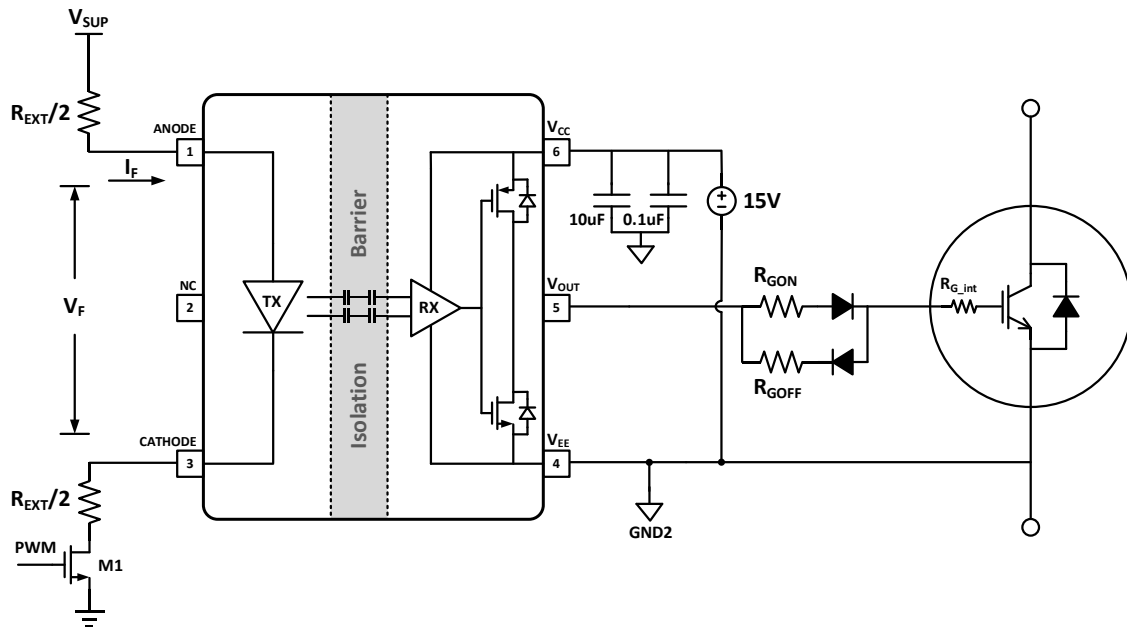 VSUP
REXT/2
ANODE
1
IF
VF
NC
2
CATHODE
3
REXT/2
PWM
M1
TX
Isolation Barrier
RX
VCC
6
10uF
0.1uF
15V
VOUT
5
RGON
RGOFF
RG_int
VEE
4
GND2